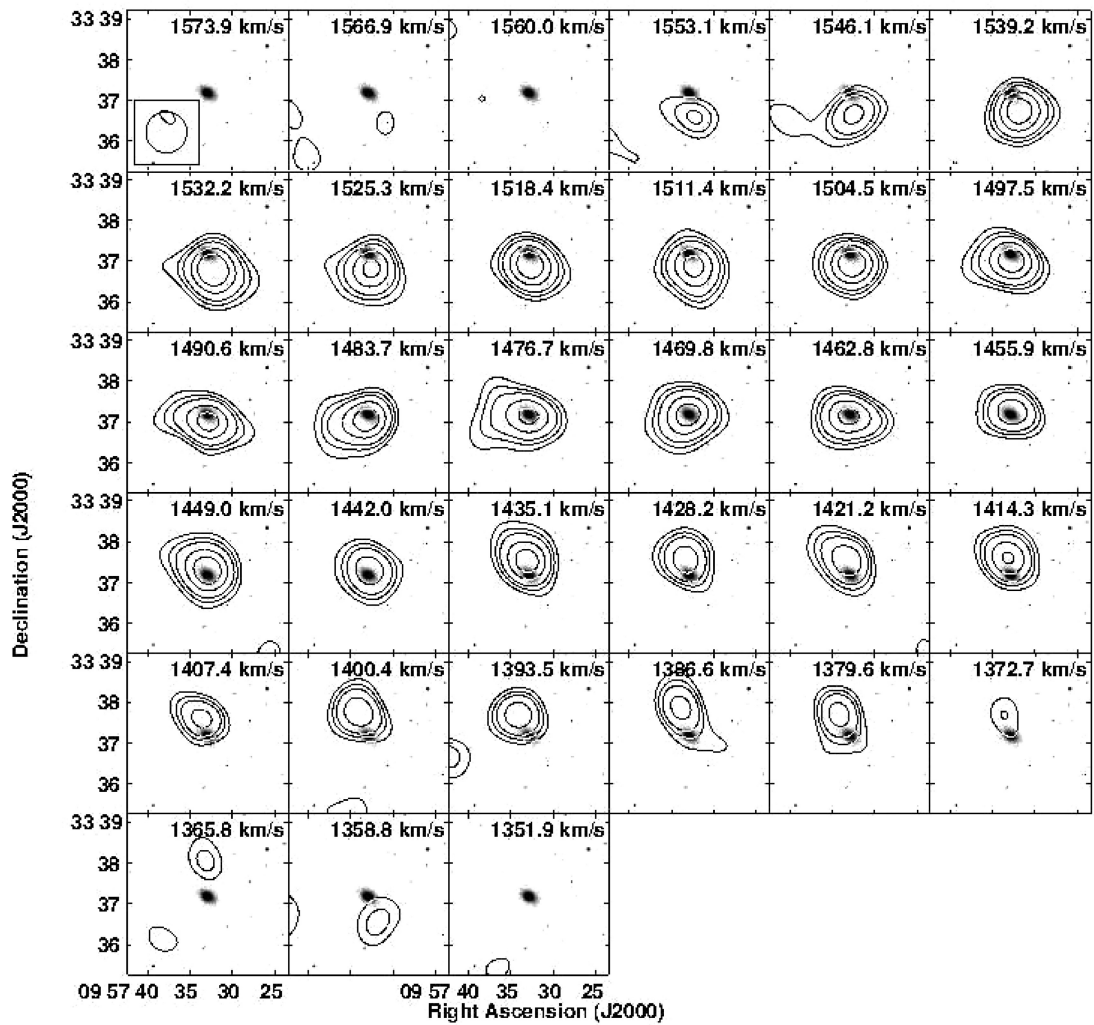 33 39 1573.9 km/s 1566.9 km/s 1560.0 km/s 1553.1 km/s 1546.1 km/s 1539.2 km/s
38
37
36
33 39 1532.2 km/s 1525.3 km/s 1518.4 km/s 1511.4 km/s 1504.5 km/s 1497.5 km/s
38
37
36
33 39 1490.6 km/s 1483.7 km/s 1476.7 km/s 1469.8 km/s 1462.8 km/s 1455.9 km/s
38
37
36
Declination (J2000)
33 39 1449.0 km/s 1442.0 km/s 1435.1 km/s 1428.2 km/s 1421.2 km/s 1414.3 km/s
38
37
36
33 39 1407.4 km/s 1400.4 km/s 1393.5 km/s 1386.6 km/s 1379.6 km/s 1372.7 km/s
38
37
36
33 39 1365.8 km/s 1358.8 km/s 1351.9 km/s
38
37
36
09 57 40 35 30 25 09 57 40 35 30 25
Right Ascension (J2000)